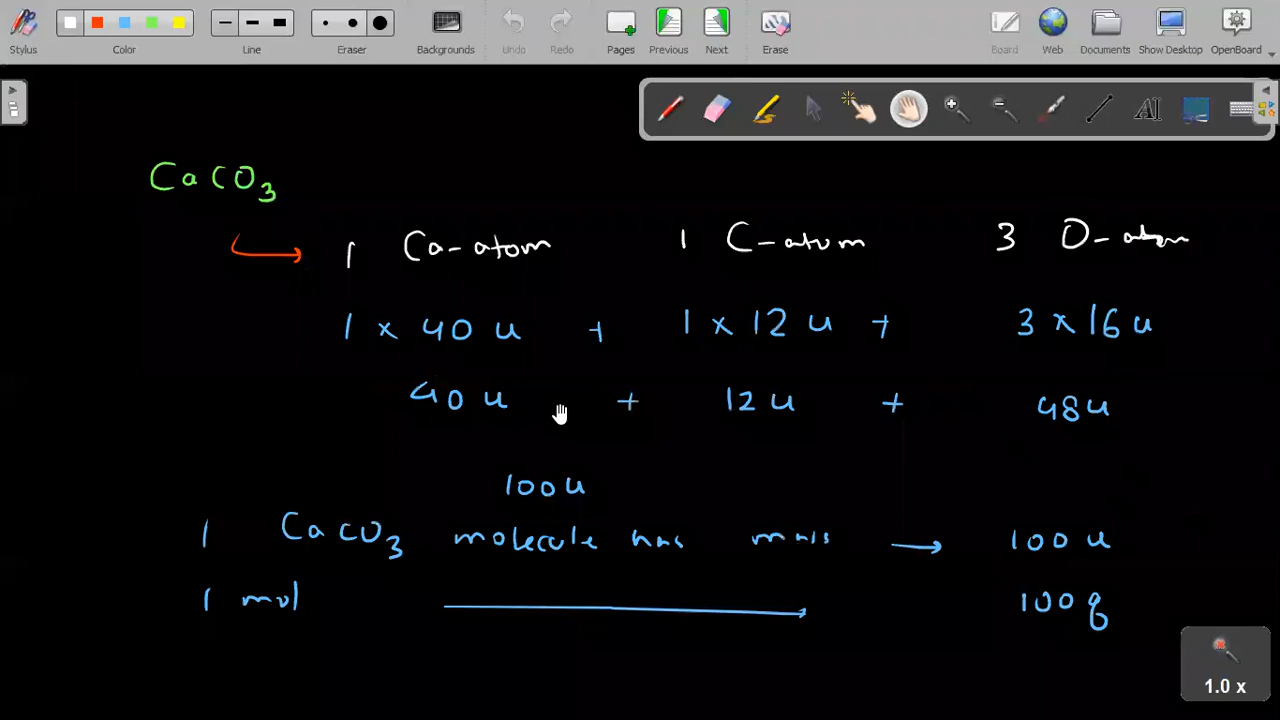 Stylus Color Line Eraser Backgrounds Undo Redo Pages Previous Next Erase Board Web Documents Show Desktop OpenBoard
CaCO3
1 Ca-atom 1 C-atom 3 O-atom
1 x 40 u + 1 x 12 u + 3 x 16 u
40 u + 12 u + 48 u
100 u
1 CaCO3 molecule has mass → 100 u
1 mol → 100 g
1.0 x